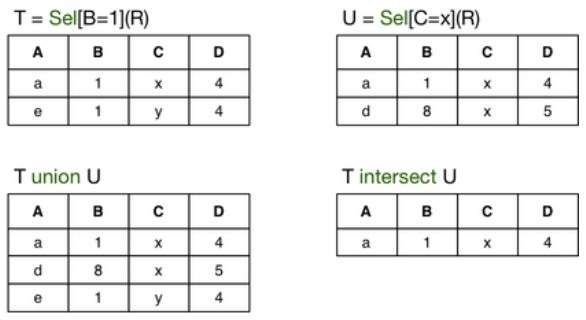 T = Sel[B=1](R)
A B C D
a 1 x 4
e 1 y 4
U = Sel[C=x](R)
A B C D
a 1 x 4
d 8 x 5
T union U
A B C D
a 1 x 4
d 8 x 5
e 1 y 4
T intersect U
A B C D
a 1 x 4